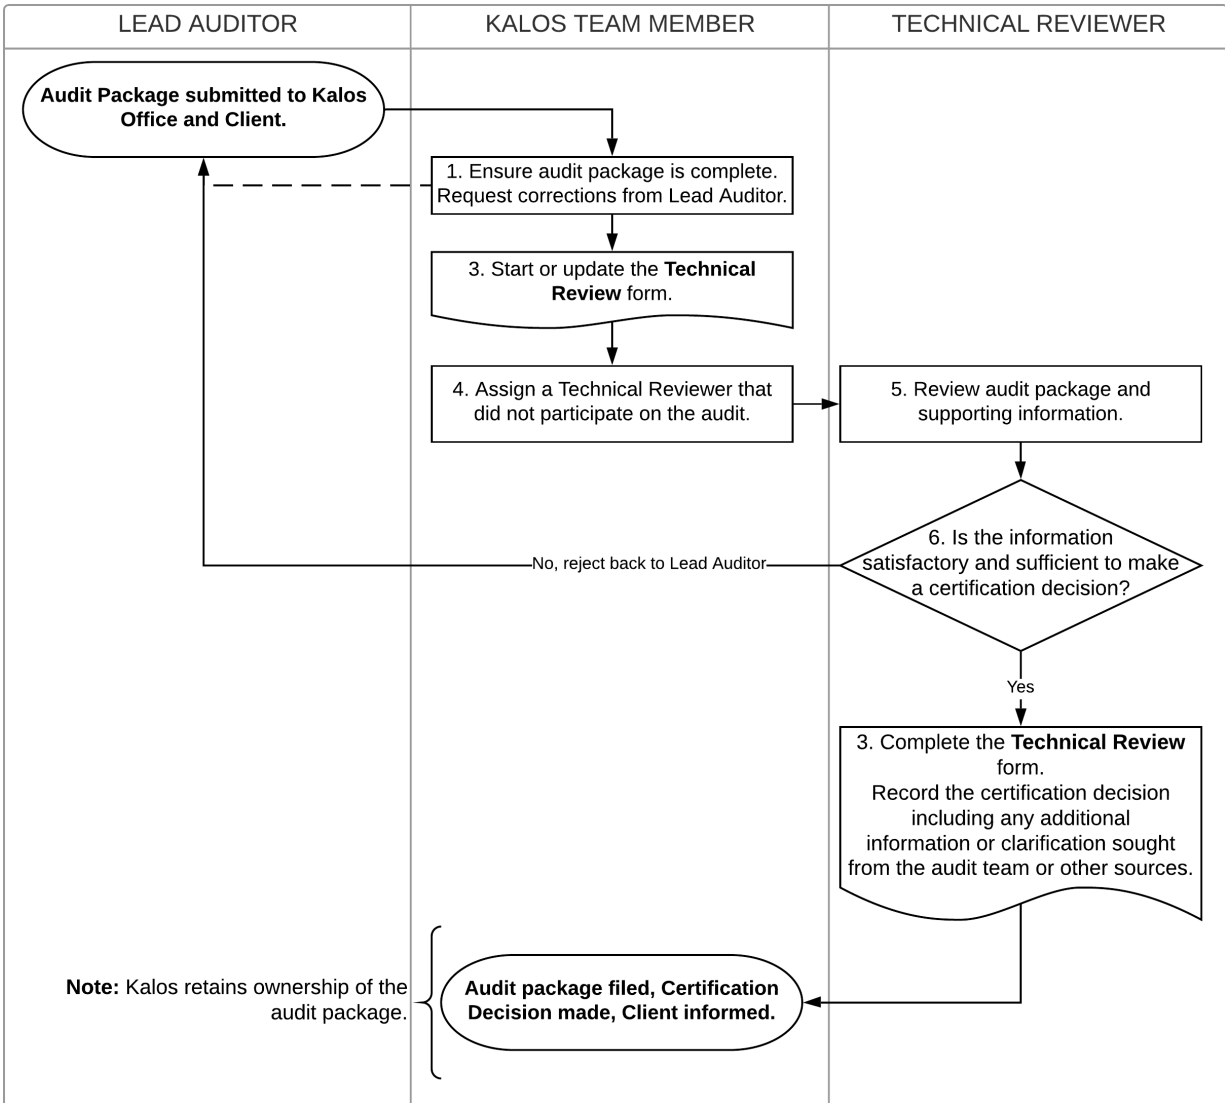 LEAD AUDITOR
KALOS TEAM MEMBER
TECHNICAL REVIEWER
Audit Package submitted to Kalos
Office and Client.
1. Ensure audit package is complete.
Request corrections from Lead Auditor.
3. Start or update the Technical
Review form.
4. Assign a Technical Reviewer that
did not participate on the audit.
5. Review audit package and
supporting information.
6. Is the information
satisfactory and sufficient to make
a certification decision?
No, reject back to Lead Auditor
Yes
3. Complete the Technical Review
form.
Record the certification decision
including any additional
information or clarification sought
from the audit team or other sources.
Note: Kalos retains ownership of the
audit package.
Audit package filed, Certification
Decision made, Client informed.